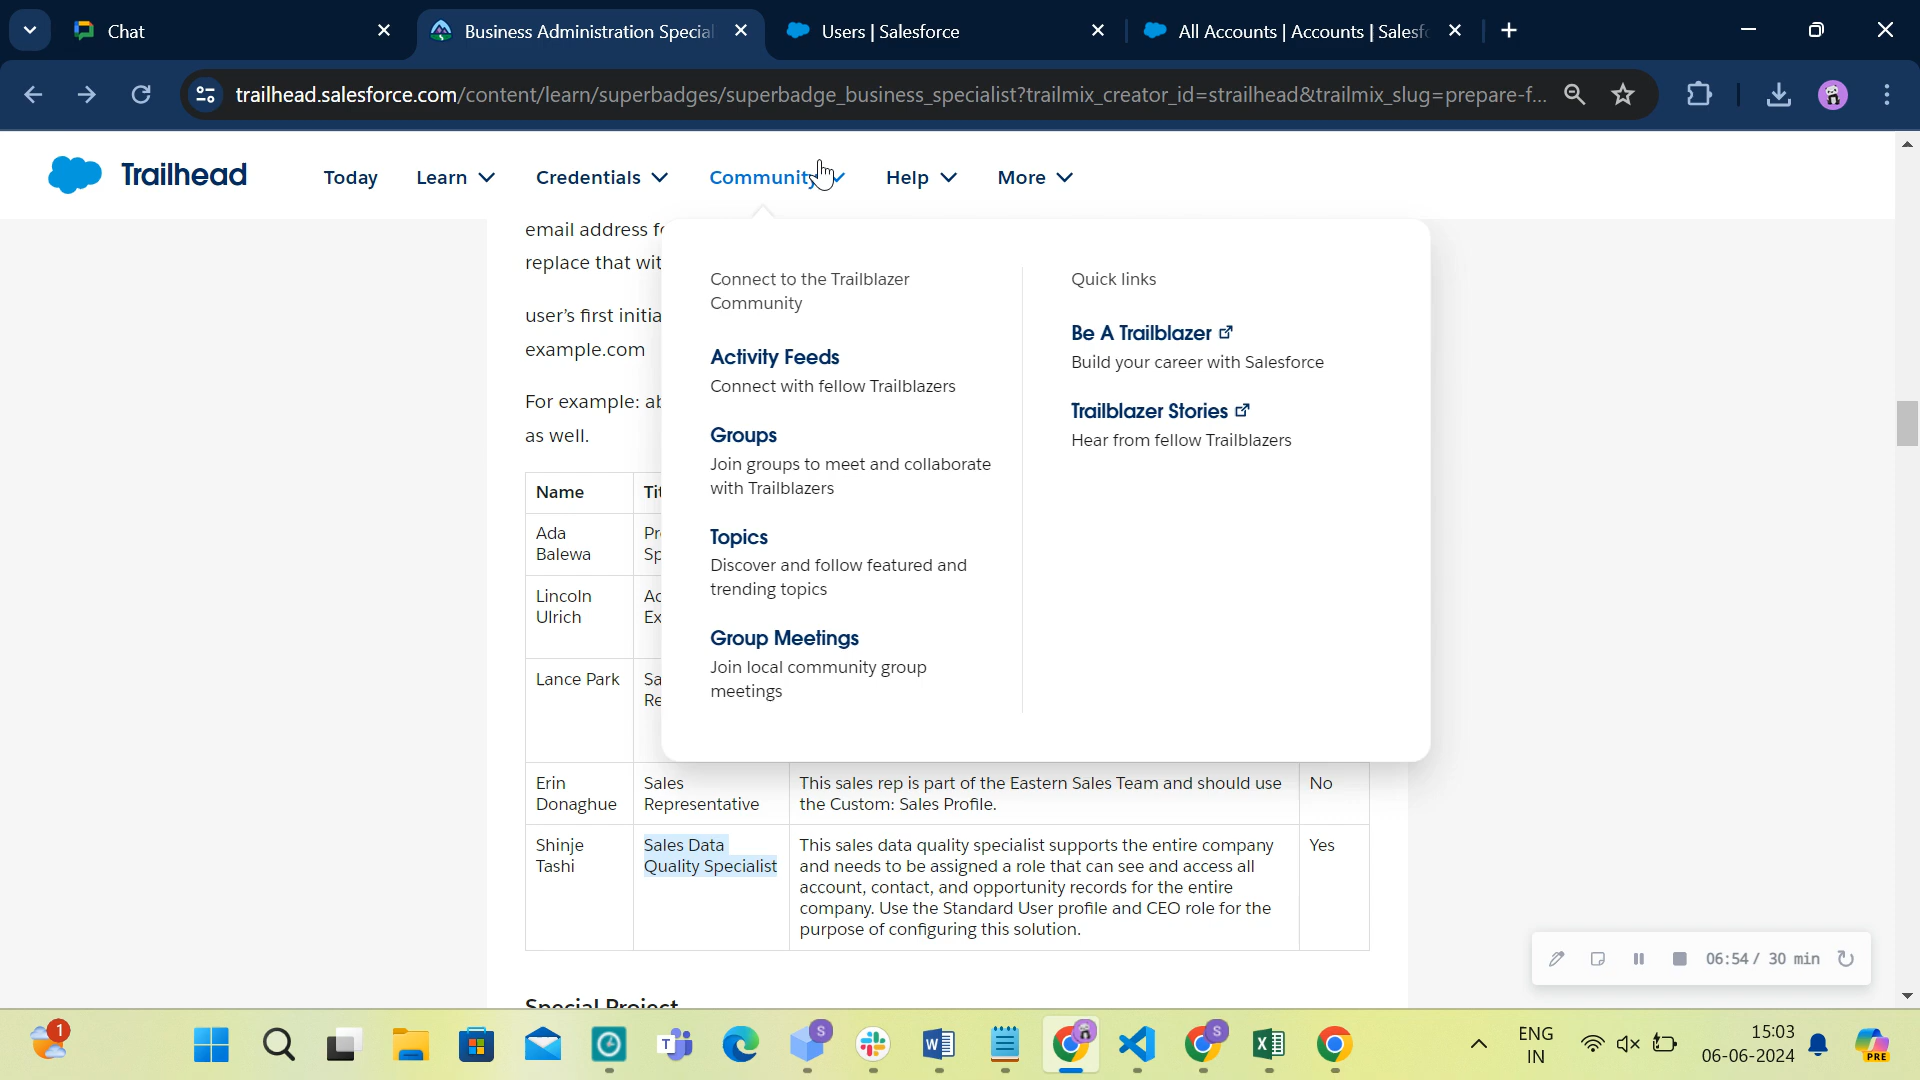 Chat
Business Administration Special
Users | Salesforce
All Accounts | Accounts | Salesf
trailhead.salesforce.com/content/learn/superbadges/superbadge_business_specialist?trailmix_creator_id=strailhead&trailmix_slug=prepare-f...
Trailhead
Today
Learn
Credentials
Community
Help
More
email address fo
replace that wit
user's first initia
example.com
For example: ab
as well.
Connect to the Trailblazer
Community
Activity Feeds
Connect with fellow Trailblazers
Groups
Join groups to meet and collaborate
with Trailblazers
Topics
Discover and follow featured and
trending topics
Group Meetings
Join local community group
meetings
Quick links
Be A Trailblazer
Build your career with Salesforce
Trailblazer Stories
Hear from fellow Trailblazers
Name
Tit
Ada
Balewa
Pr
Sp
Lincoln
Ulrich
Ac
Ex
Lance Park
Sa
Re
Erin
Donaghue
Sales
Representative
This sales rep is part of the Eastern Sales Team and should use
the Custom: Sales Profile.
No
Shinje
Tashi
Sales Data
Quality Specialist
This sales data quality specialist supports the entire company
and needs to be assigned a role that can see and access all
account, contact, and opportunity records for the entire
company. Use the Standard User profile and CEO role for the
purpose of configuring this solution.
Yes
Special Project
06:54 / 30 min
1
S
S
ENG
IN
15:03
06-06-2024
PRE